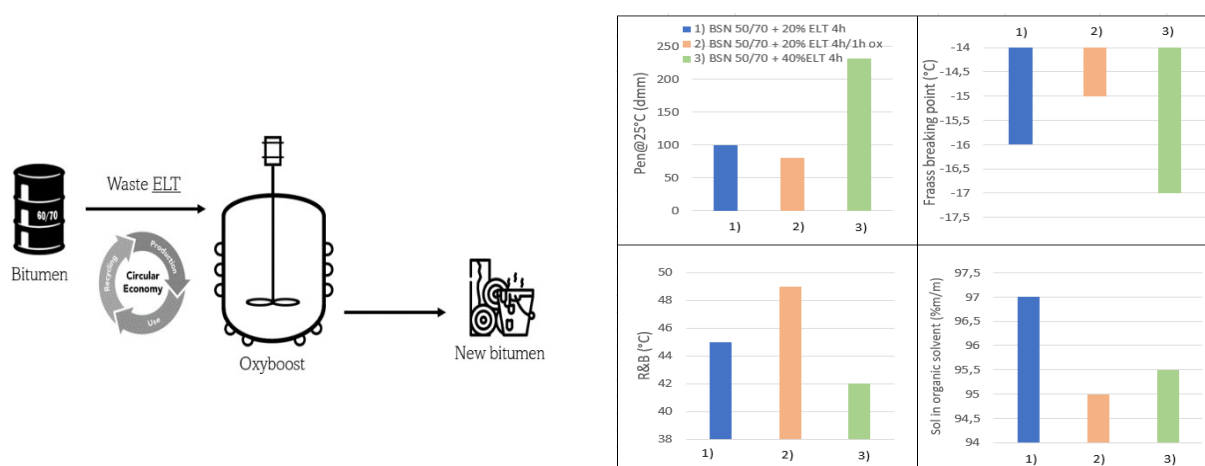 Waste ELT
60/70
Bitumen
Recycling
Production
Circular
Economy
Use
Oxyboost
New bitumen
1) BSN 50/70 + 20% ELT 4h
2) BSN 50/70 + 20% ELT 4h/1h ox
3) BSN 50/70 + 40%ELT 4h
Pen@25°C (dmm)
250
200
150
100
50
0
1) 2) 3)
Fraass breaking point (°C)
1) 2) 3)
-14
-14,5
-15
-15,5
-16
-16,5
-17
-17,5
R&B (°C)
50
48
46
44
42
40
38
1) 2) 3)
Sol in organic solvent (%m/m)
97,5
97
96,5
96
95,5
95
94,5
94
1) 2) 3)